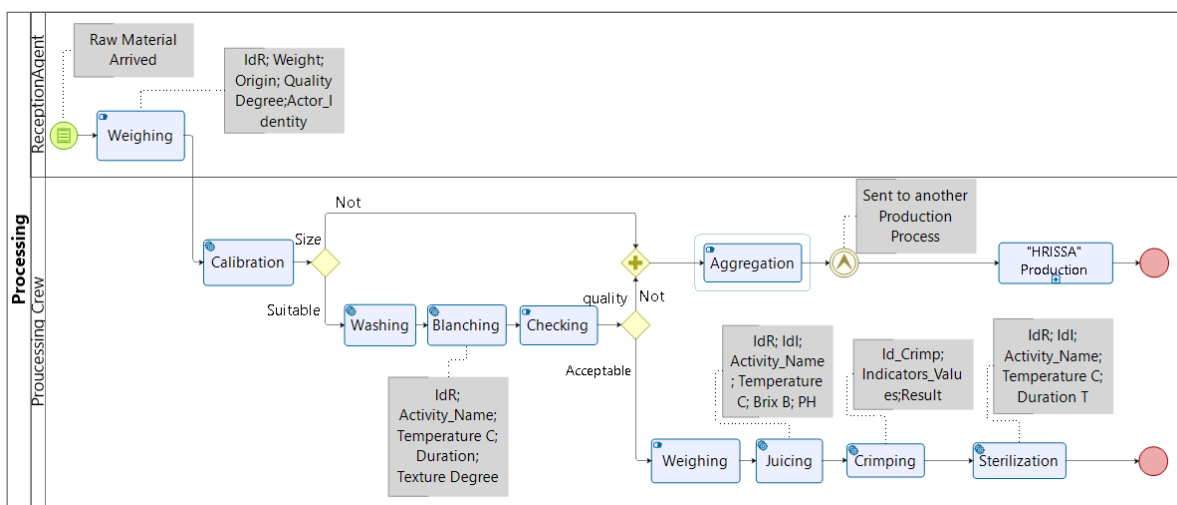 Processing
ReceptionAgent
Raw Material
Arrived
IdR; Weight;
Origin; Quality
Degree;Actor_I
dentity
Weighing
Proucessing Crew
Not
Size
Calibration
Suitable
Washing
Blanching
Checking
quality
Not
Acceptable
Aggregation
Sent to another
Production
Process
"HRISSA"
Production
IdR;
Activity_Name;
Temperature C;
Duration;
Texture Degree
IdR; IdI;
Activity_Name
; Temperature
C; Brix B; PH
Id_Crimp;
Indicators_Valu
es;Result
IdR; IdI;
Activity_Name;
Temperature C;
Duration T
Weighing
Juicing
Crimping
Sterilization